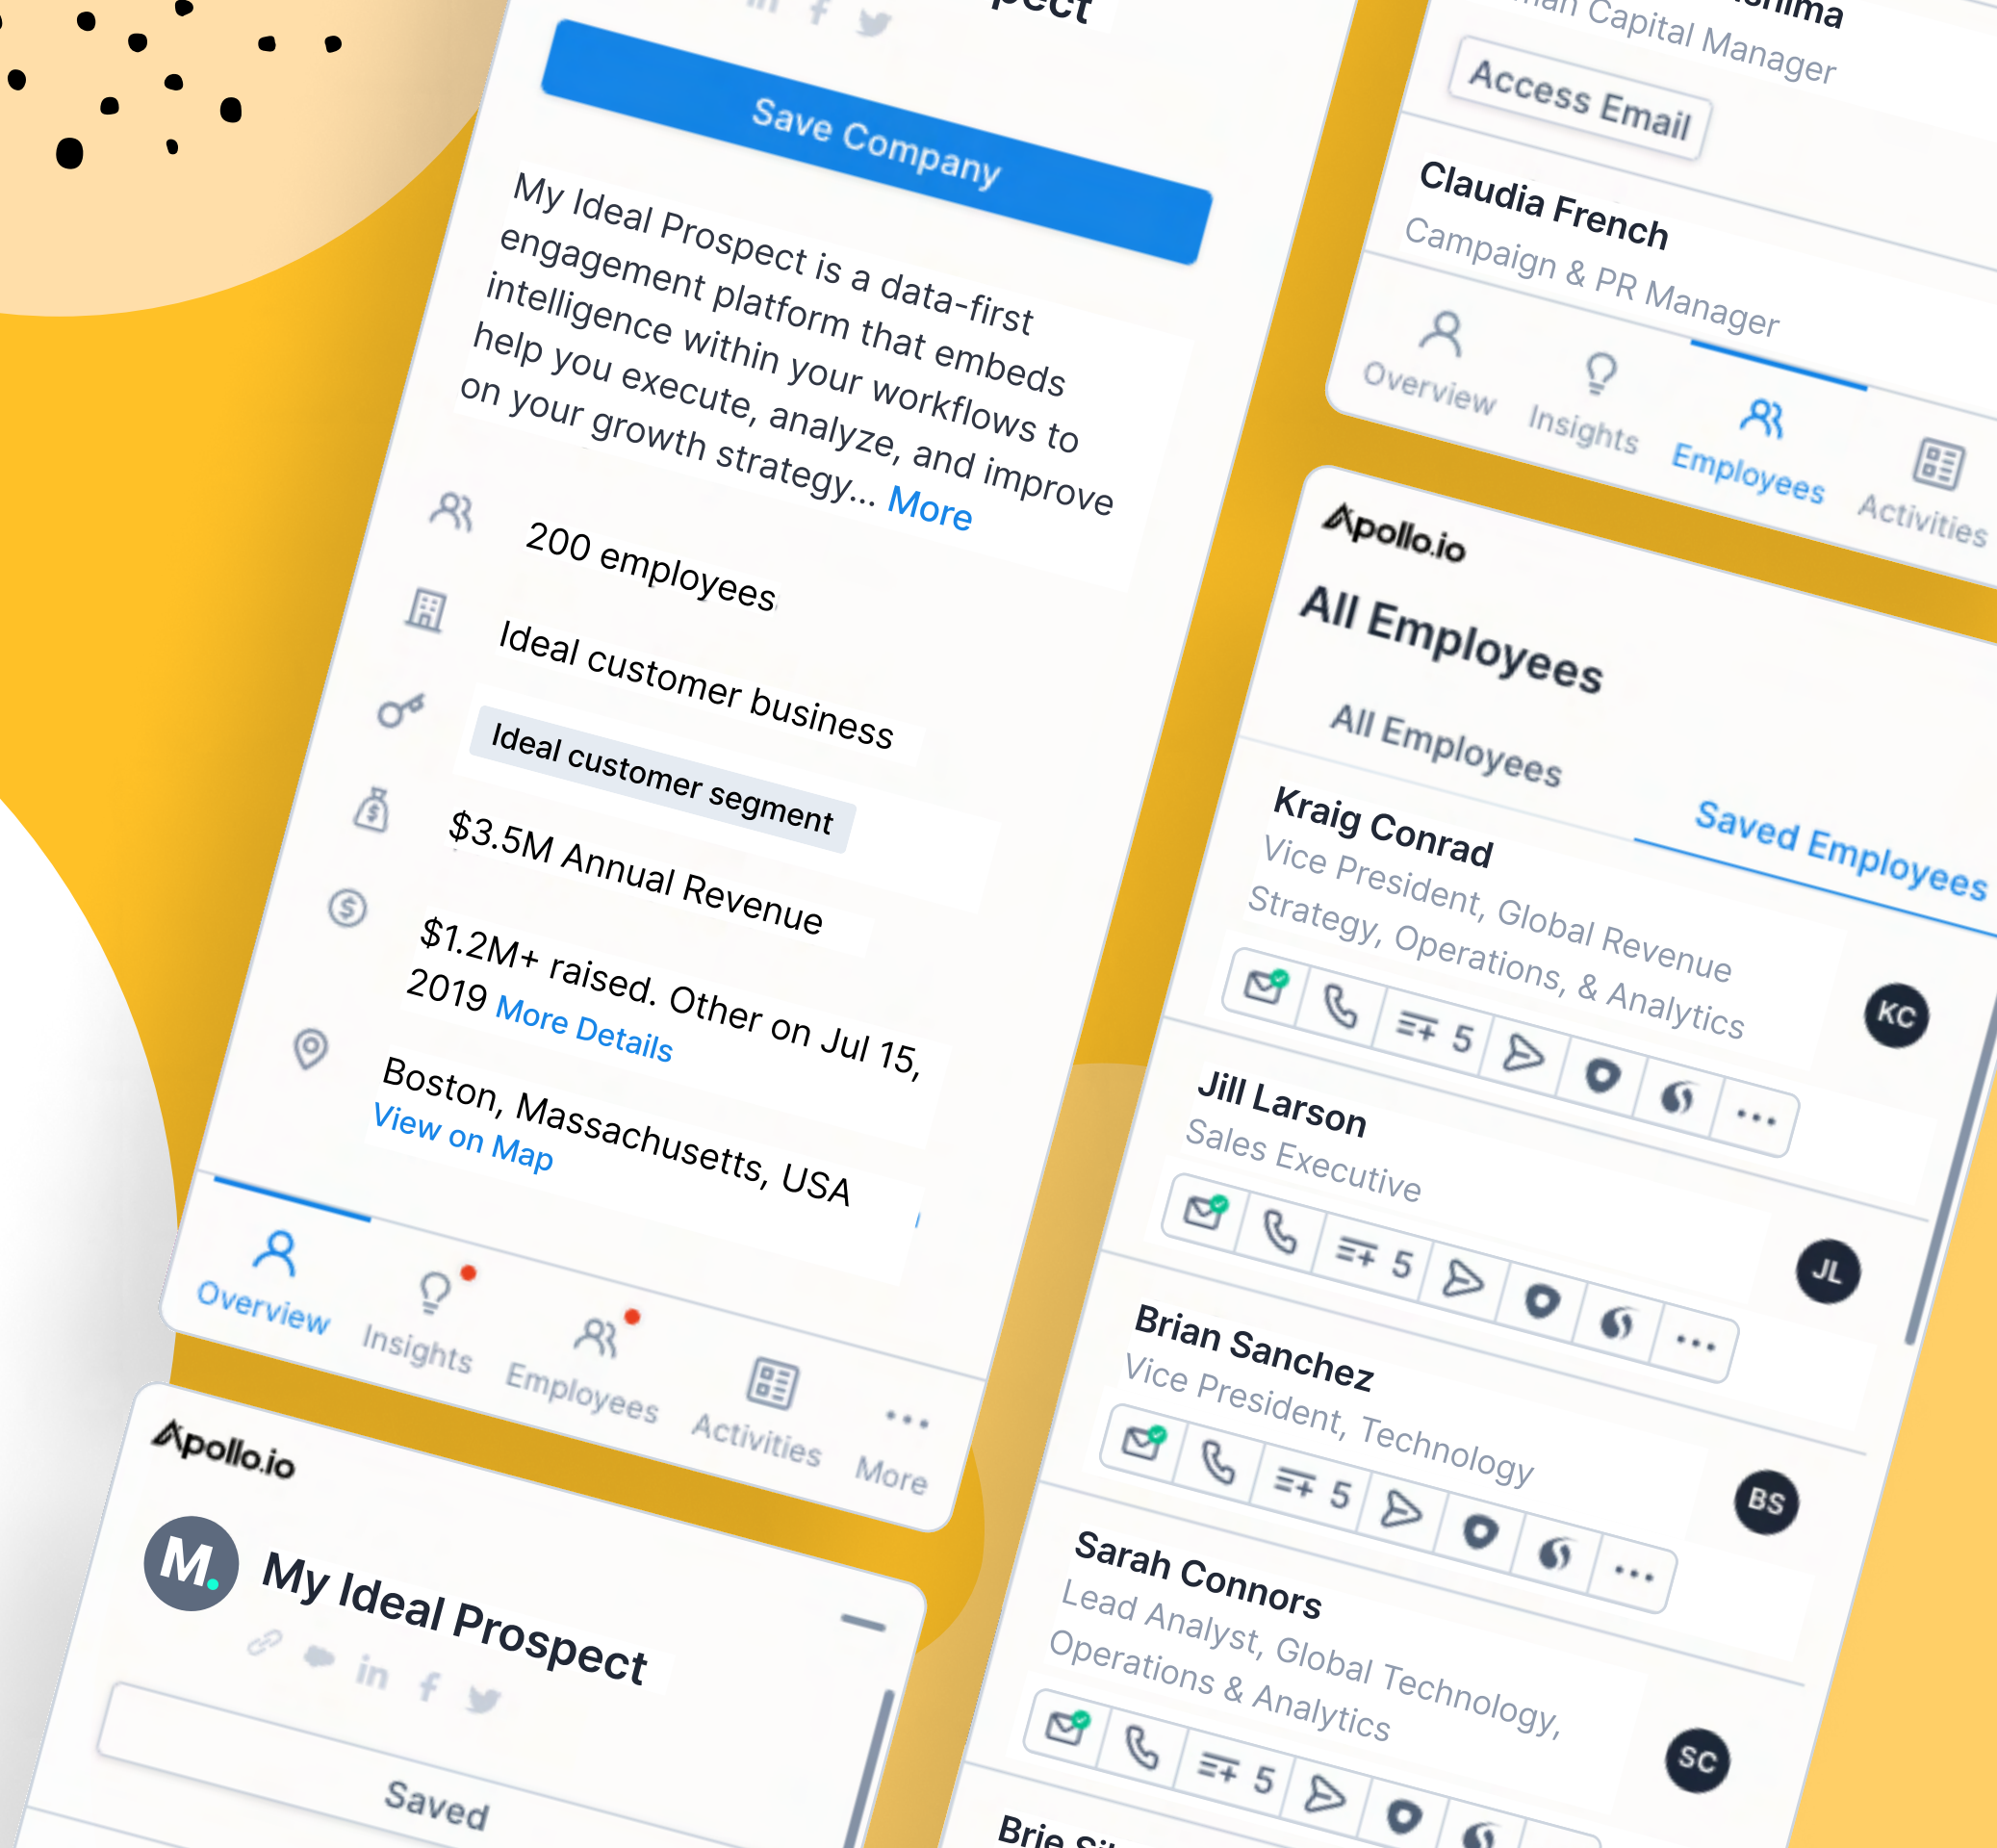 Save Company
My Ideal Prospect is a data-first
engagement platform that embeds
intelligence within your workflows to
help you execute, analyze, and improve
on your growth strategy... More
200 employees
Ideal customer business
Ideal customer segment
$3.5M Annual Revenue
$1.2M+ raised. Other on Jul 15,
2019 More Details
Boston, Massachusetts, USA
View on Map
Overview
Insights
Employees
Activities
More
Apollo.io
M.
My Ideal Prospect
in f
Saved
Capital Manager
Access Email
Claudia French
Campaign & PR Manager
Overview
Insights
Employees
Activities
Apollo.io
All Employees
All Employees
Saved Employees
Kraig Conrad
Vice President, Global Revenue
Strategy, Operations, & Analytics
KC
5
Jill Larson
Sales Executive
JL
5
Brian Sanchez
Vice President, Technology
BS
5
Sarah Connors
Lead Analyst, Global Technology,
Operations & Analytics
SC
5
Brie